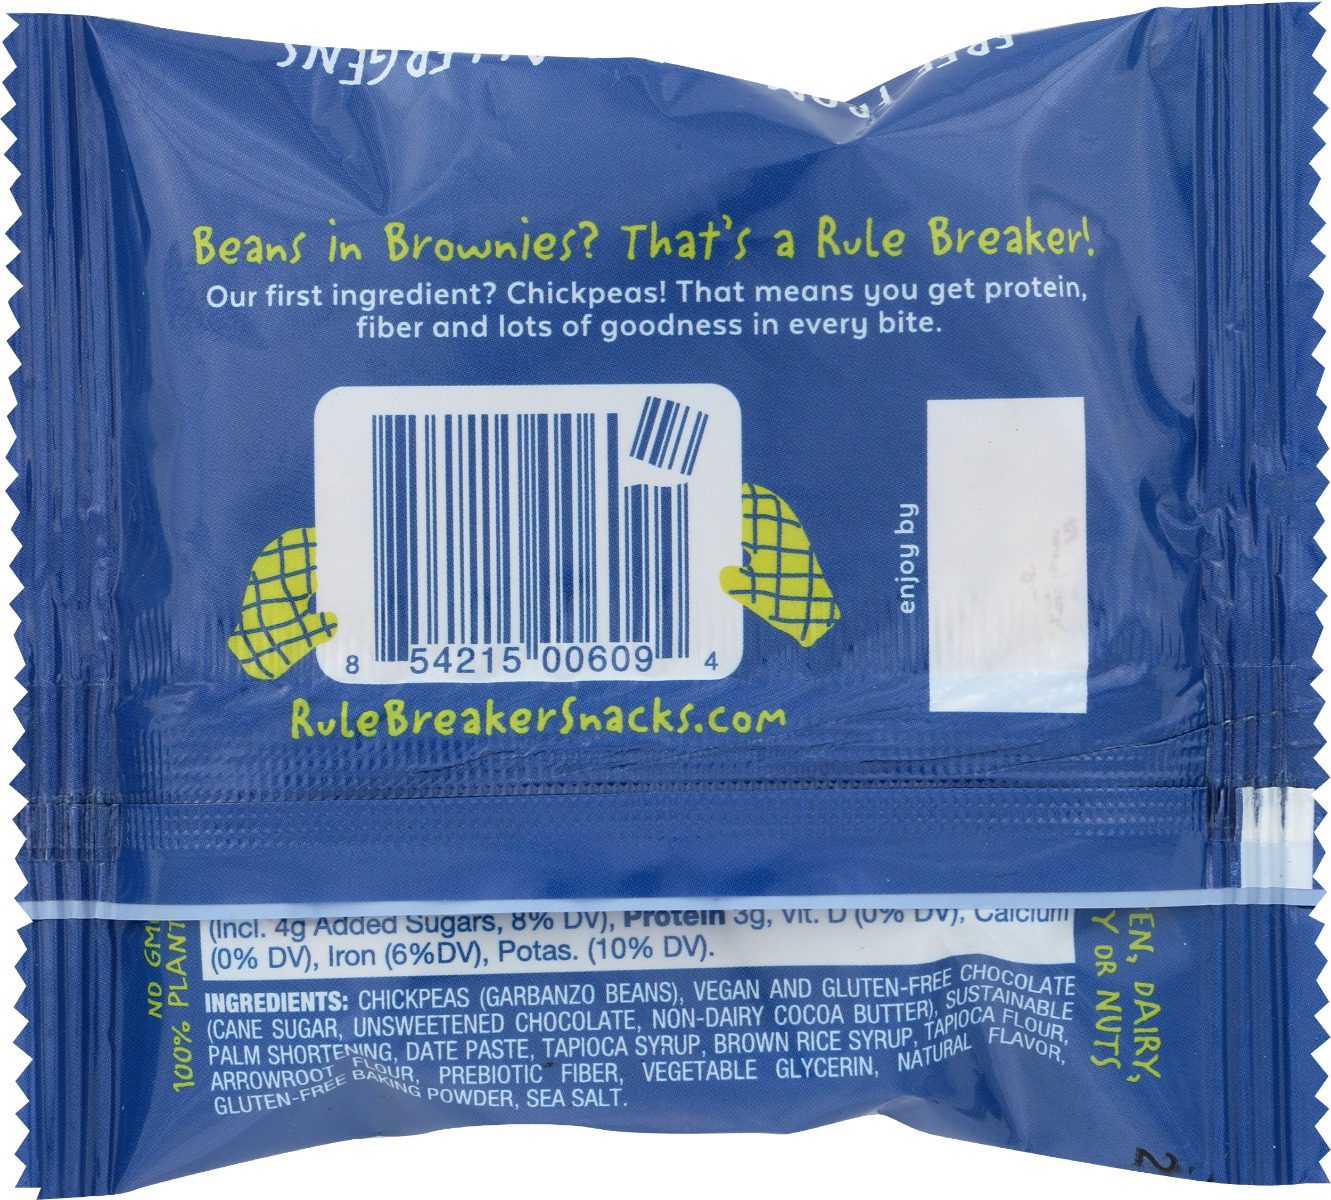 ALLERGENS
FREE FROM
Beans in Brownies? That's a Rule Breaker!
Our first ingredient? Chickpeas! That means you get protein,
fiber and lots of goodness in every bite.
enjoy by
8 54215 00609 4
RuleBreakerSnacks.com
(Incl. 4g Added Sugars, 8% DV), Protein 3g, Vit. D (0% DV), Calcium
(0% DV), Iron (6%DV), Potas. (10% DV).
INGREDIENTS: CHICKPEAS (GARBANZO BEANS), VEGAN AND GLUTEN-FREE CHOCOLATE
(CANE SUGAR, UNSWEETENED CHOCOLATE, NON-DAIRY COCOA BUTTER), SUSTAINABLE
PALM SHORTENING, DATE PASTE, TAPIOCA SYRUP, BROWN RICE SYRUP, TAPIOCA FLOUR,
ARROWROOT FLOUR, PREBIOTIC FIBER, VEGETABLE GLYCERIN, NATURAL FLAVOR,
GLUTEN-FREE BAKING POWDER, SEA SALT.
NO GM
100% PLANT
EN, DAIRY,
Y OR NUTS
2